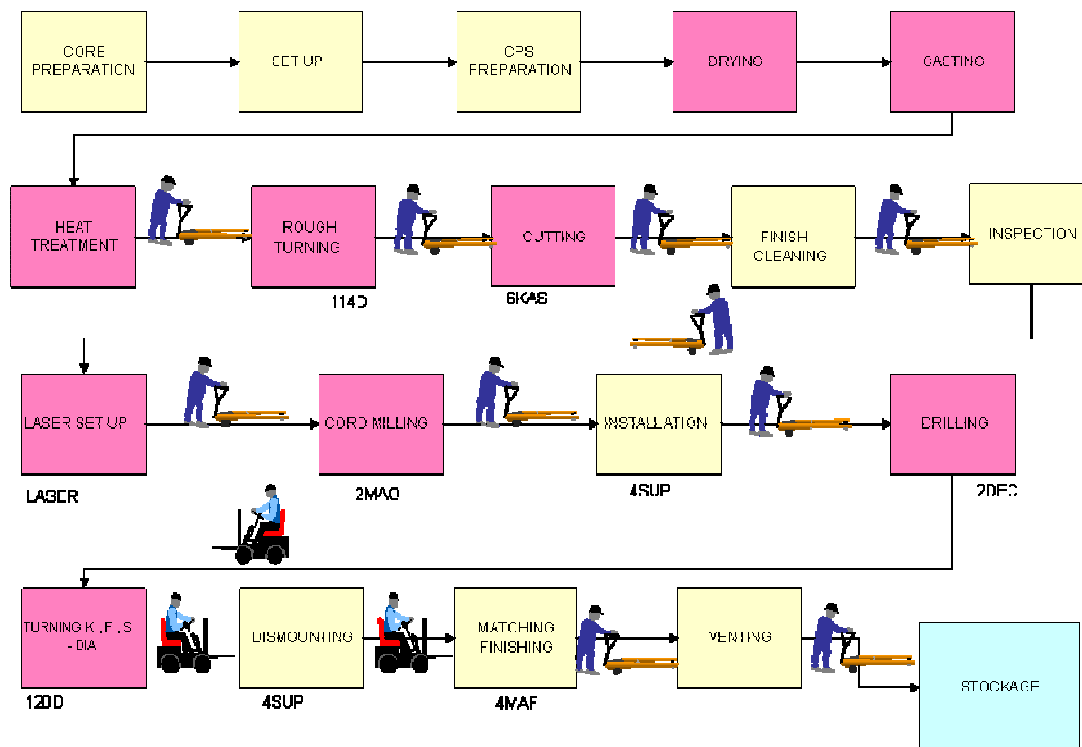 CORE
PREPARATION
SET UP
CPS
PREPARATION
DRYING
CASTING
HEAT
TREATMENT
ROUGH
TURNING
CUTTING
FINISH
CLEANING
INSPECTION
114D
6KAS
LASER SET UP
CORD MILLING
INSTALLATION
DRILLING
LASER
2MAO
4SUP
2DEC
TURNING K.,F.,S
- DIA
DISMOUNTING
MATCHING
FINISHING
VENTING
STOCKAGE
120D
4SUP
4MAF